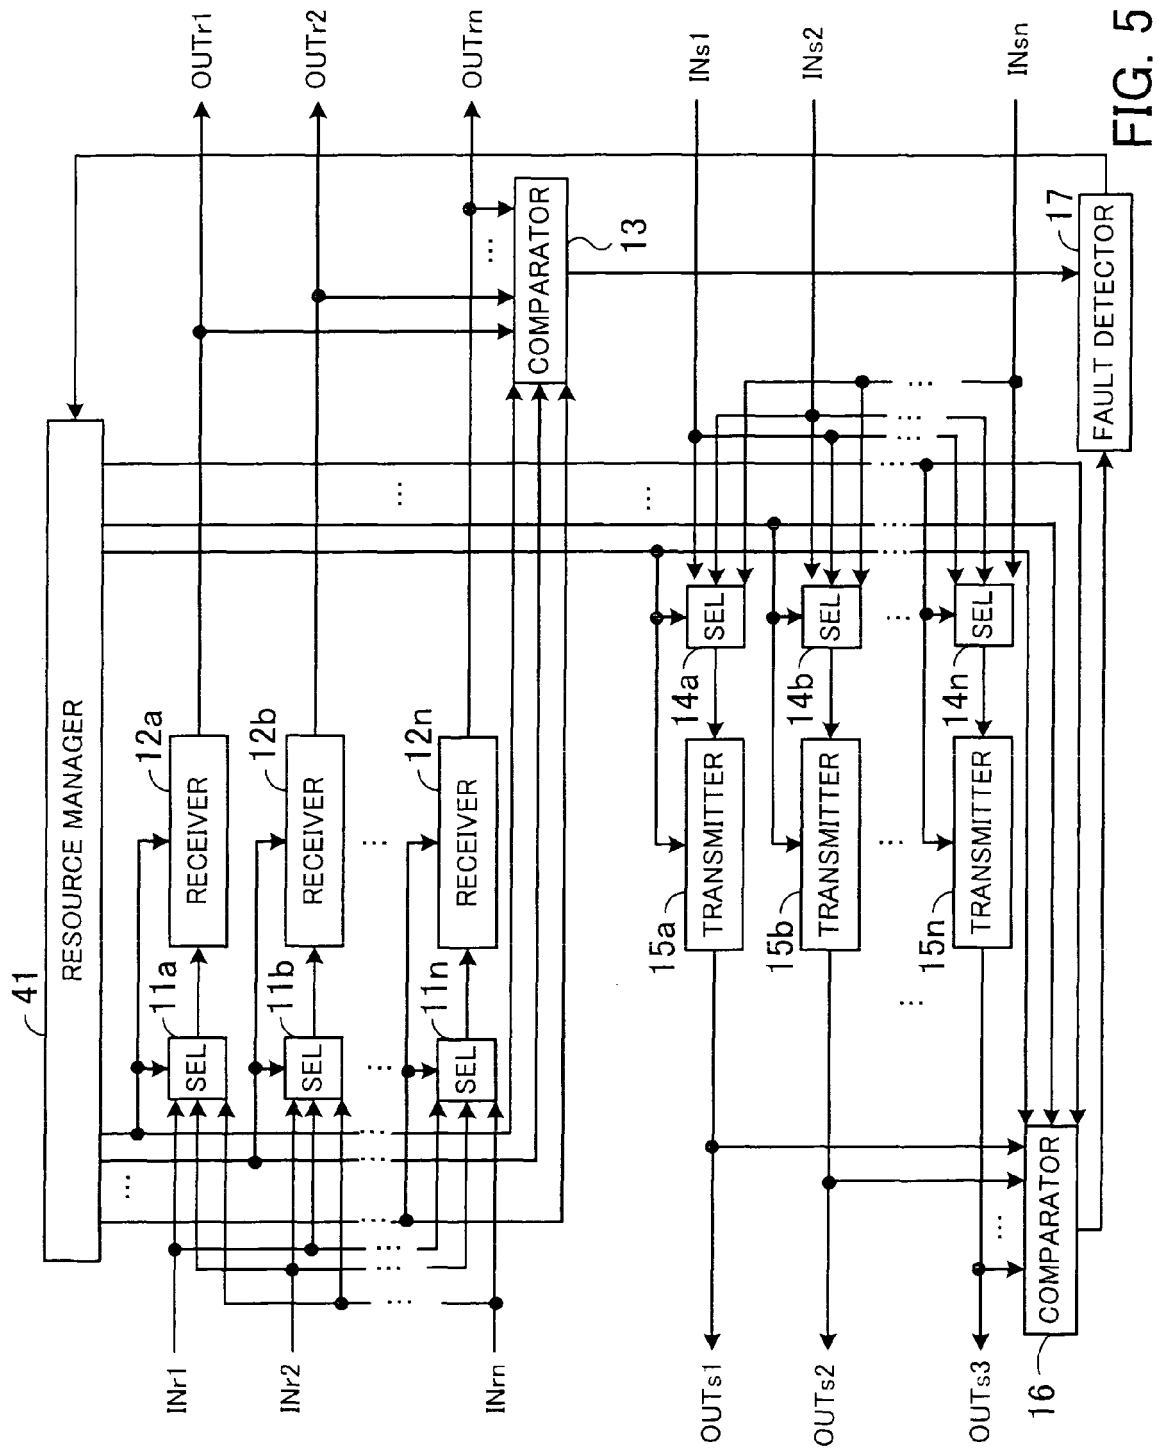 41
RESOURCE MANAGER
INr1
11a
SEL
12a
RECEIVER
OUTr1
INr2
11b
SEL
12b
RECEIVER
OUTr2
INrn
11n
SEL
12n
RECEIVER
OUTrn
COMPARATOR
13
OUTs1
15a
TRANSMITTER
14a
SEL
INs1
OUTs2
15b
TRANSMITTER
14b
SEL
INs2
OUTs3
15n
TRANSMITTER
14n
SEL
INsn
16
COMPARATOR
FAULT DETECTOR
17
FIG. 5